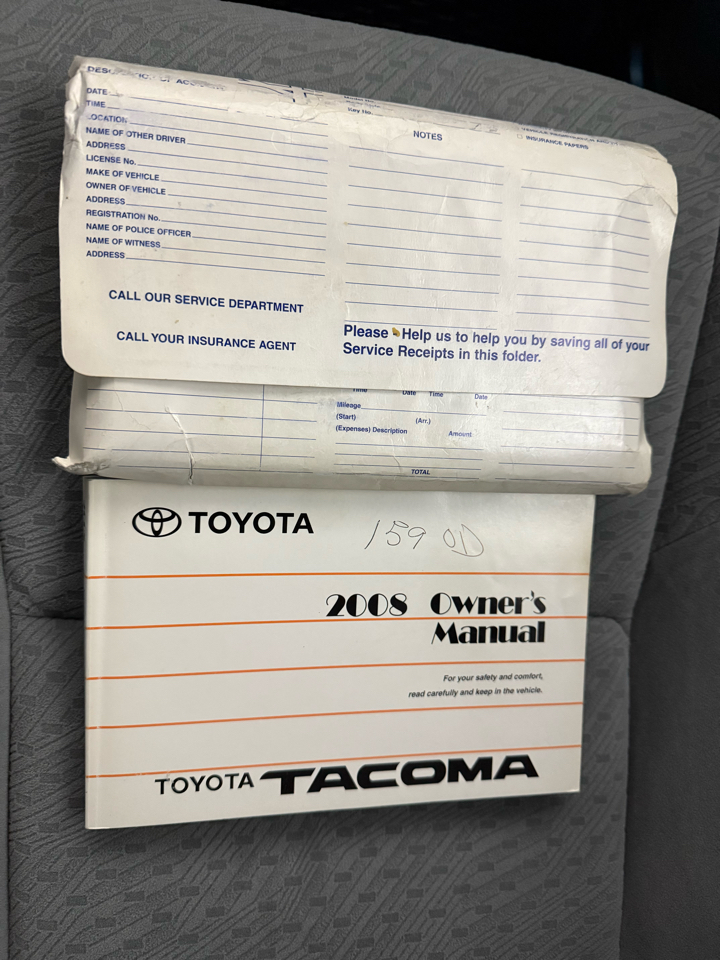 DATE
TIME
LOCATION
NAME OF OTHER DRIVER
ADDRESS
LICENSE No.
MAKE OF VEHICLE
OWNER OF VEHICLE
ADDRESS
REGISTRATION No.
NAME OF POLICE OFFICER
NAME OF WITNESS
ADDRESS
CALL OUR SERVICE DEPARTMENT
CALL YOUR INSURANCE AGENT
Key No.
NOTES
INSURANCE PAPERS
Please Help us to help you by saving all of your
Service Receipts in this folder.
Time Date Time Date
Mileage
(Start) (Arr.)
(Expenses) Description Amount
TOTAL
TOYOTA 159
2008 Owner's
Manual
For your safety and comfort,
read carefully and keep in the vehicle.
TOYOTA TACOMA